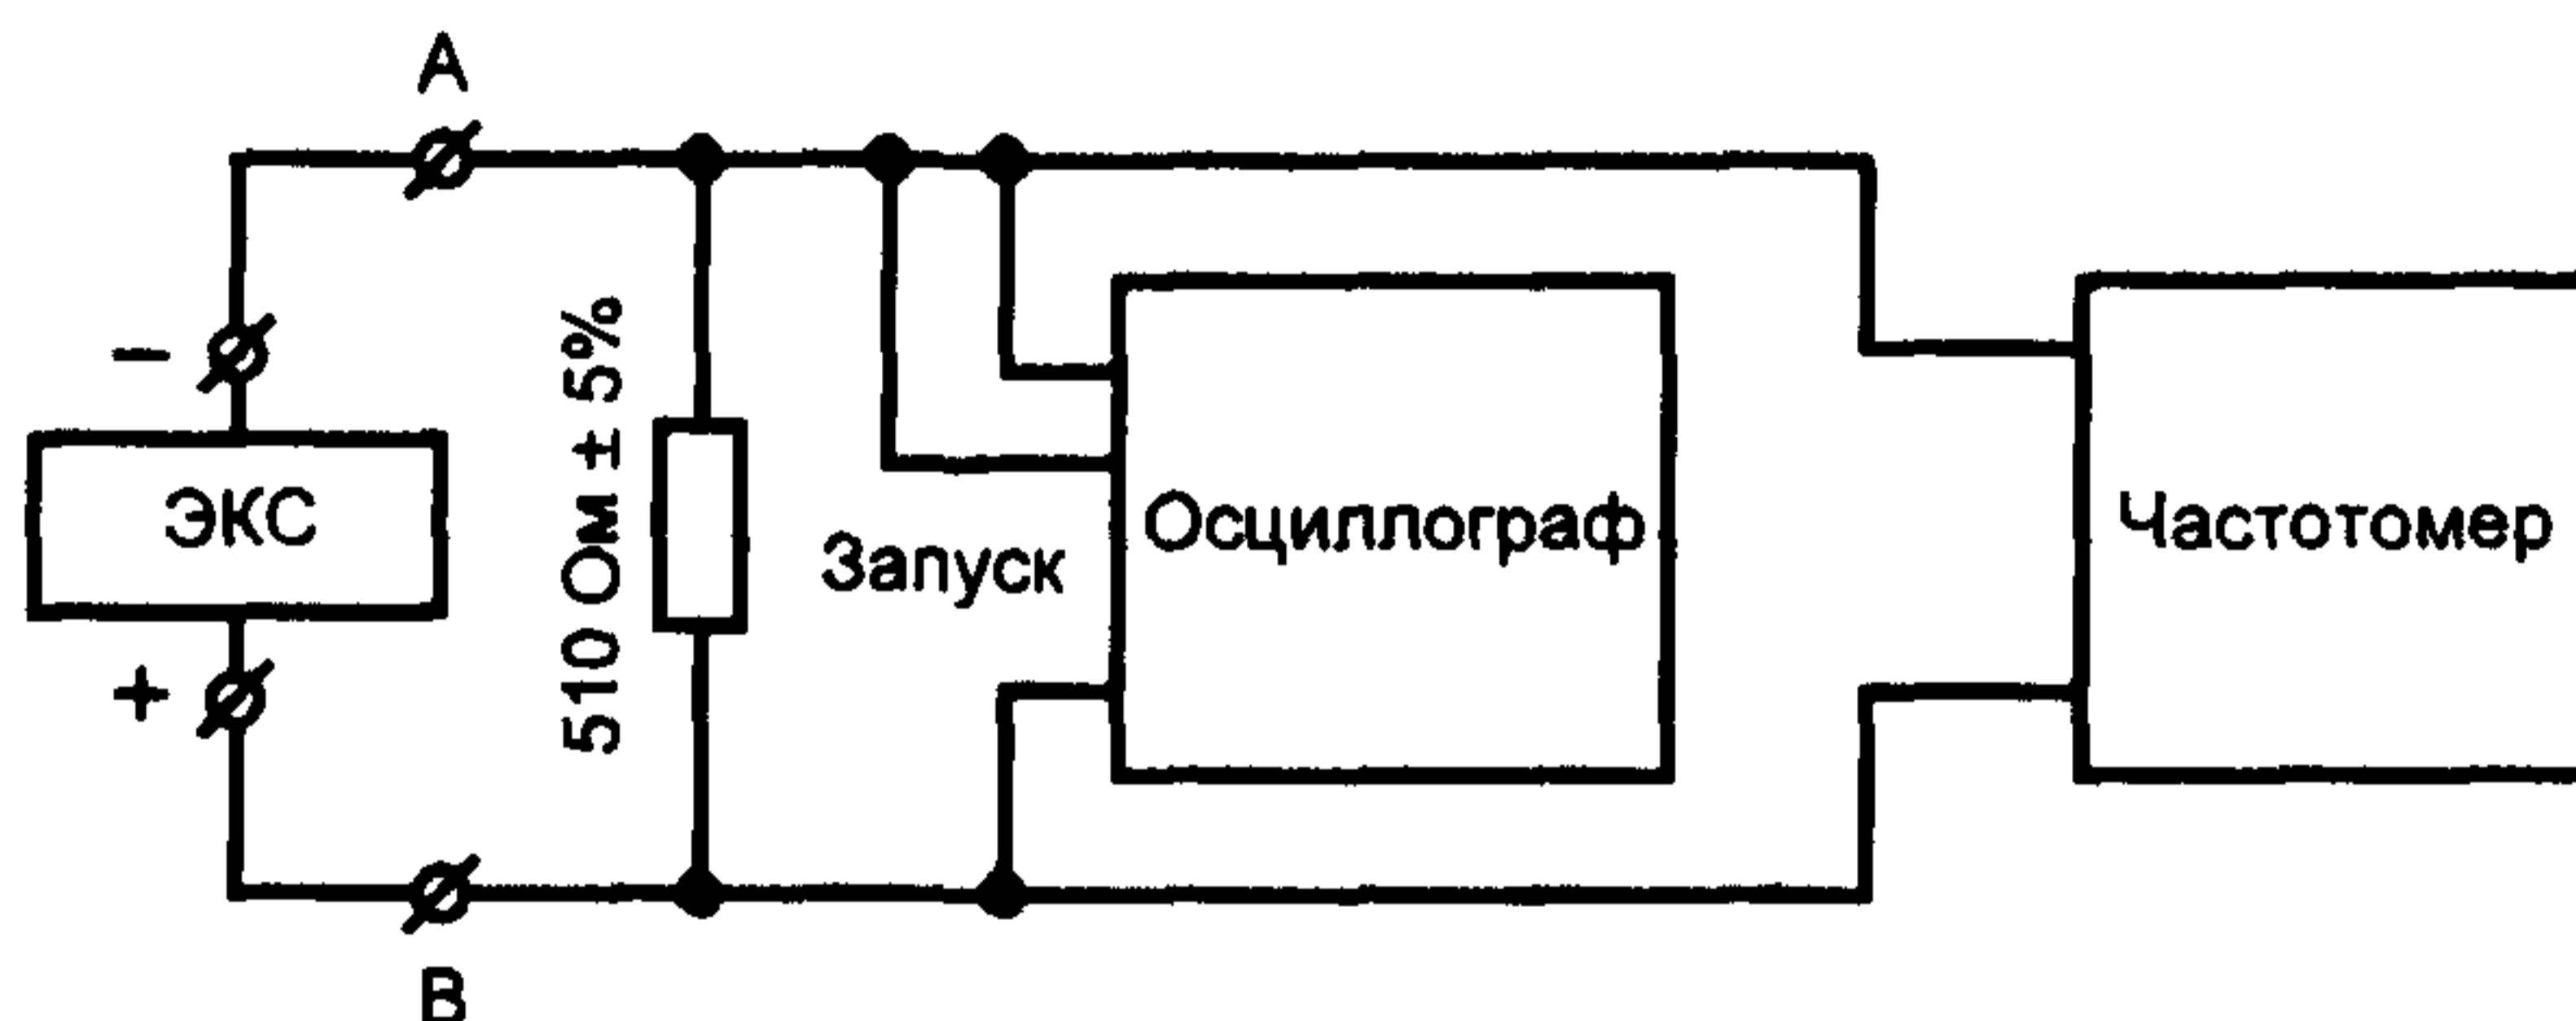 A
−
510 Ом ± 5%
ЭКС
Осциллограф
Частотомер
Запуск
+
B